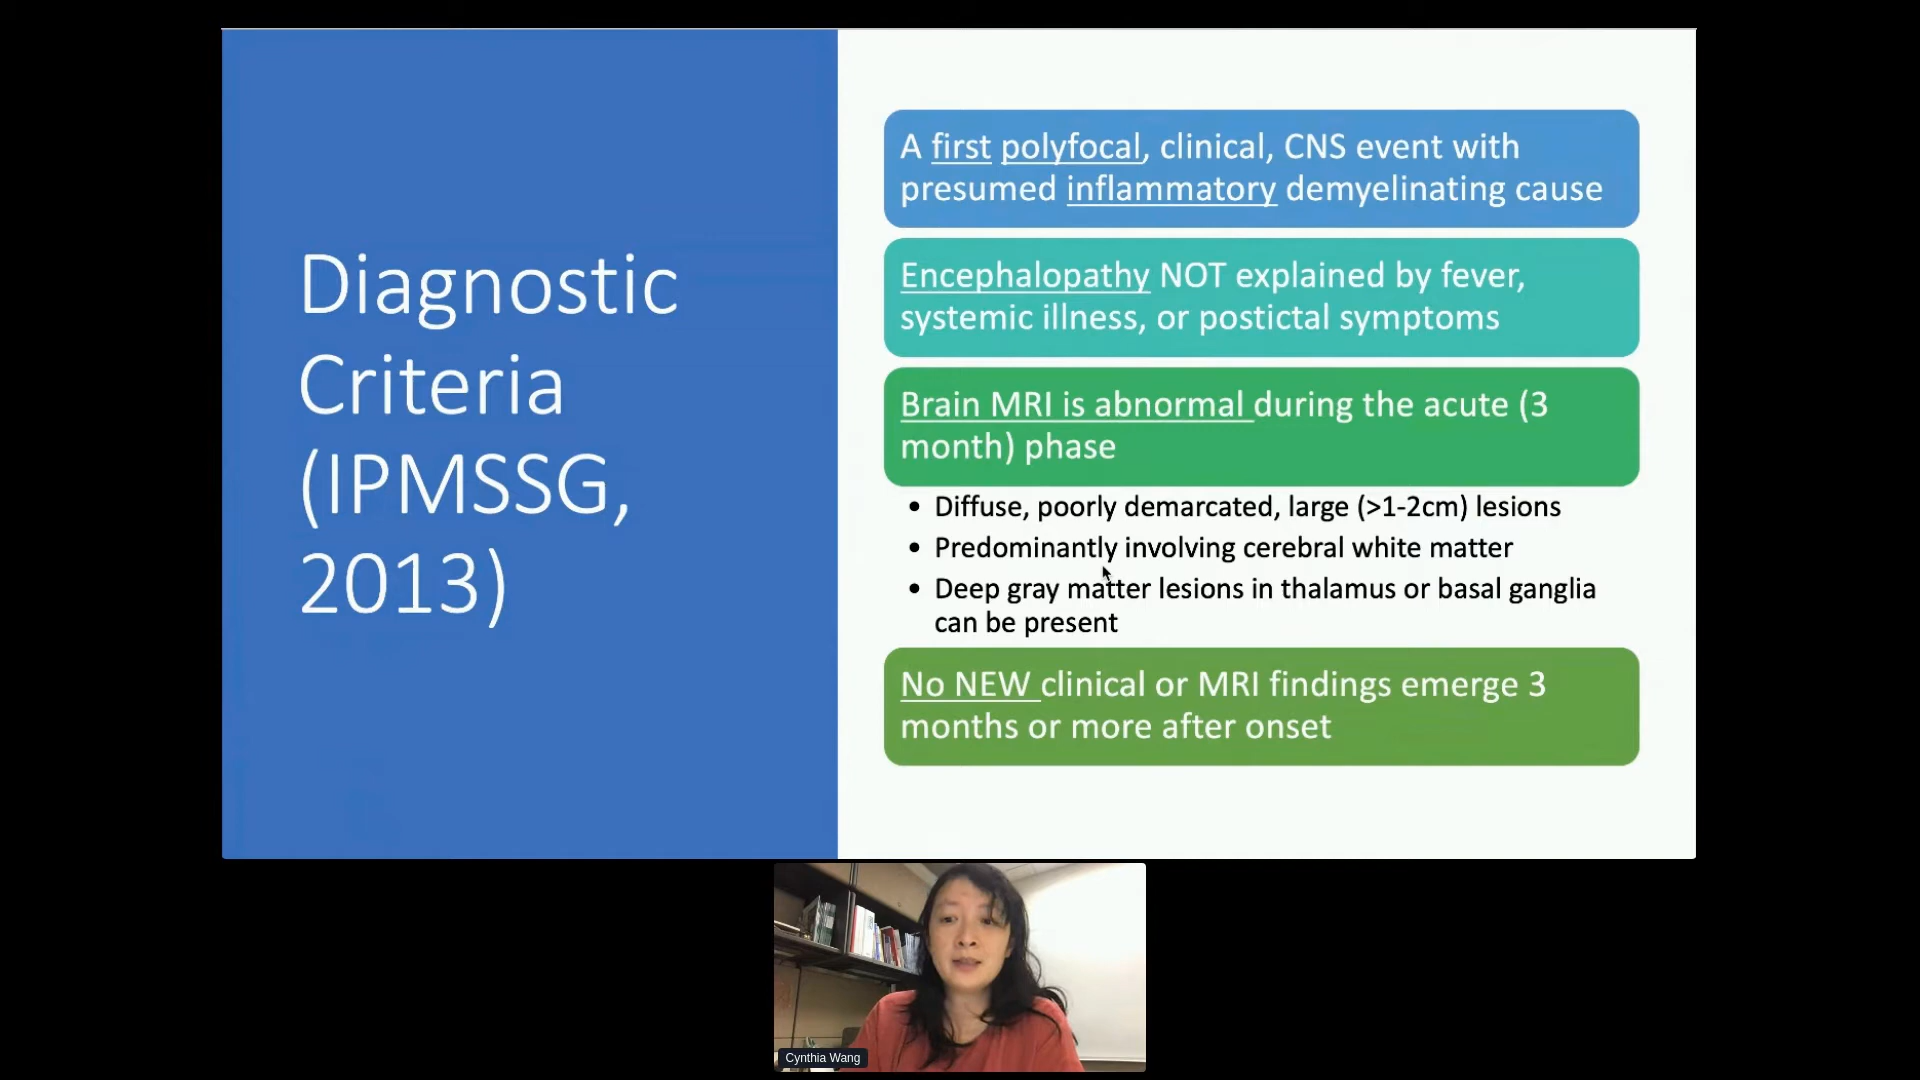 Diagnostic
Criteria
(IPMSSG,
2013)
A first polyfocal, clinical, CNS event with
presumed inflammatory demyelinating cause
Encephalopathy NOT explained by fever,
systemic illness, or postictal symptoms
Brain MRI is abnormal during the acute (3
month) phase
• Diffuse, poorly demarcated, large (>1-2cm) lesions
• Predominantly involving cerebral white matter
• Deep gray matter lesions in thalamus or basal ganglia
can be present
No NEW clinical or MRI findings emerge 3
months or more after onset
Cynthia Wang